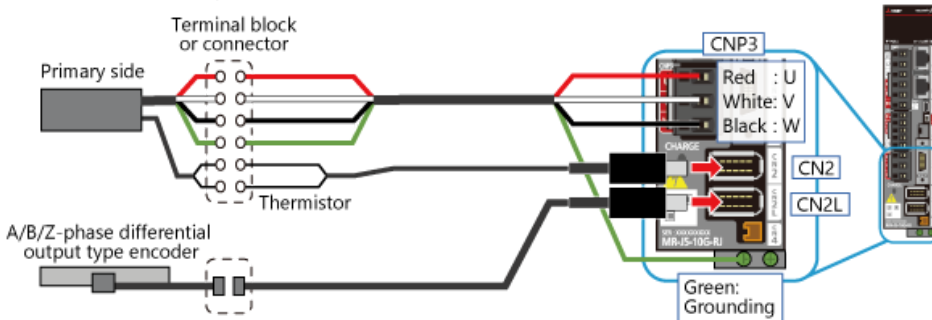 Terminal block
or connector
Primary side
Thermistor
A/B/Z-phase differential
output type encoder
CNP3
Red : U
White: V
Black : W
CHARGE
CN2
CN2L
MR-J5-10G-RJ
Green:
Grounding